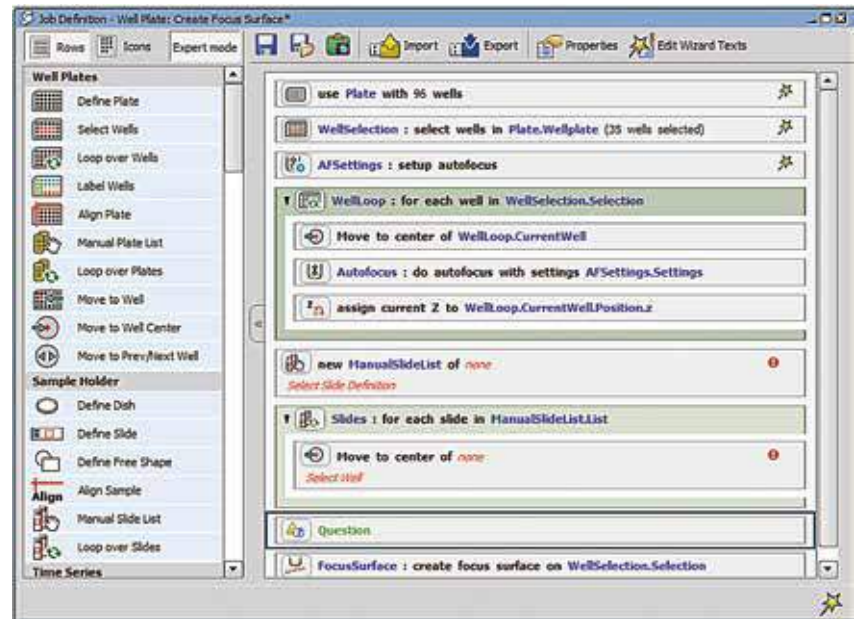 Job Definition - Well Plate: Create Focus Surface*
Rows Icons Expert mode Import Export Properties Edit Wizard Texts
Well Plates
Define Plate
Select Wells
Loop over Wells
Label Wells
Align Plate
Manual Plate List
Loop over Plates
Move to Well
Move to Well Center
Move to Prev/Next Well
Sample Holder
Define Dish
Define Slide
Define Free Shape
Align
Align Sample
Manual Slide List
Loop over Slides
Time Series
use Plate with 96 wells
WellSelection : select wells in Plate.Wellplate (35 wells selected)
AFSettings : setup autofocus
WellLoop : for each well in WellSelection.Selection
Move to center of WellLoop.CurrentWell
Autofocus : do autofocus with settings AFSettings.Settings
assign current Z to WellLoop.CurrentWell.Position.z
new ManualSlideList of none
Select Slide Definition
Slides : for each slide in ManualSlideList.List
Move to center of none
Select Well
Question
FocusSurface : create focus surface on WellSelection.Selection